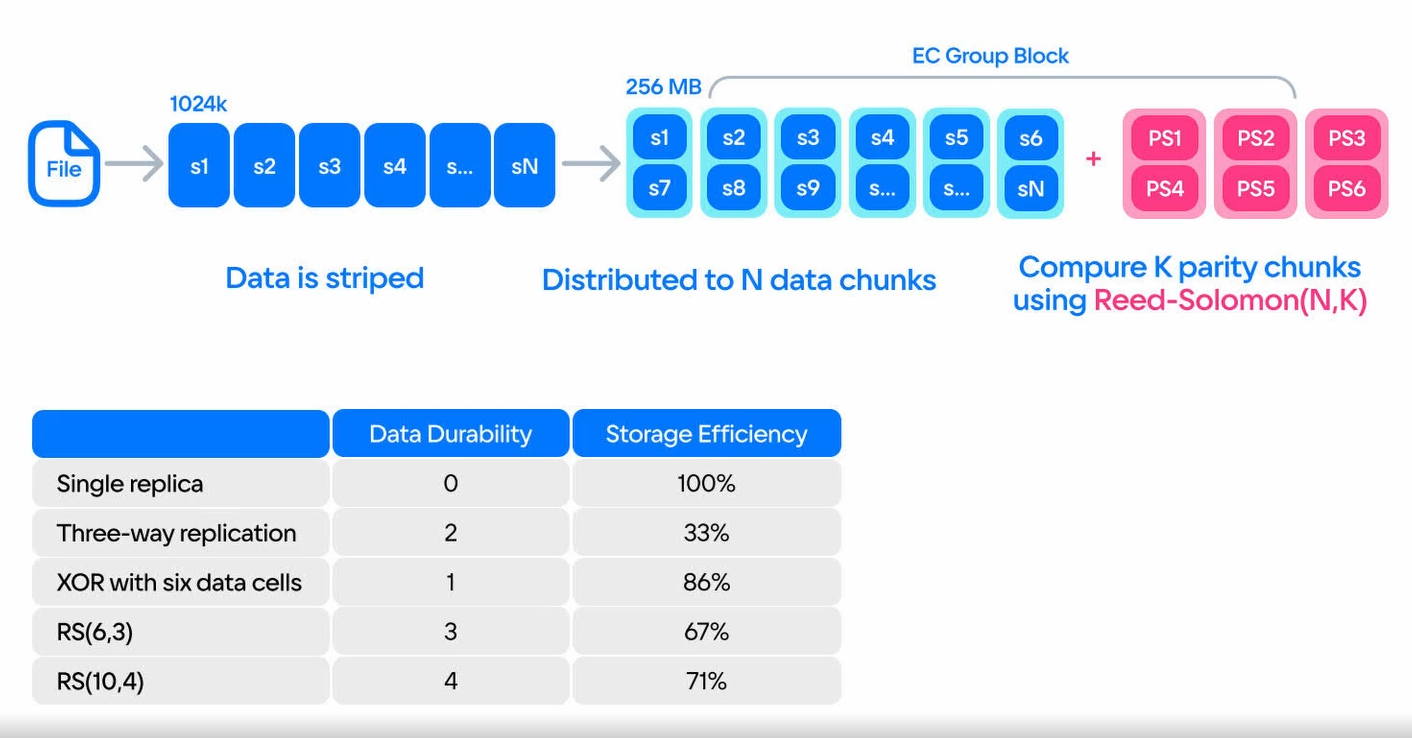 EC Group Block
1024k
256 MB
File
s1 s2 s3 s4 s... sN
s1 s2 s3 s4 s5 s6
s7 s8 s9 s... s... sN
+
PS1 PS2 PS3
PS4 PS5 PS6
Data is striped
Distributed to N data chunks
Compure K parity chunks
using Reed-Solomon(N,K)
Data Durability Storage Efficiency
Single replica 0 100%
Three-way replication 2 33%
XOR with six data cells 1 86%
RS(6,3) 3 67%
RS(10,4) 4 71%